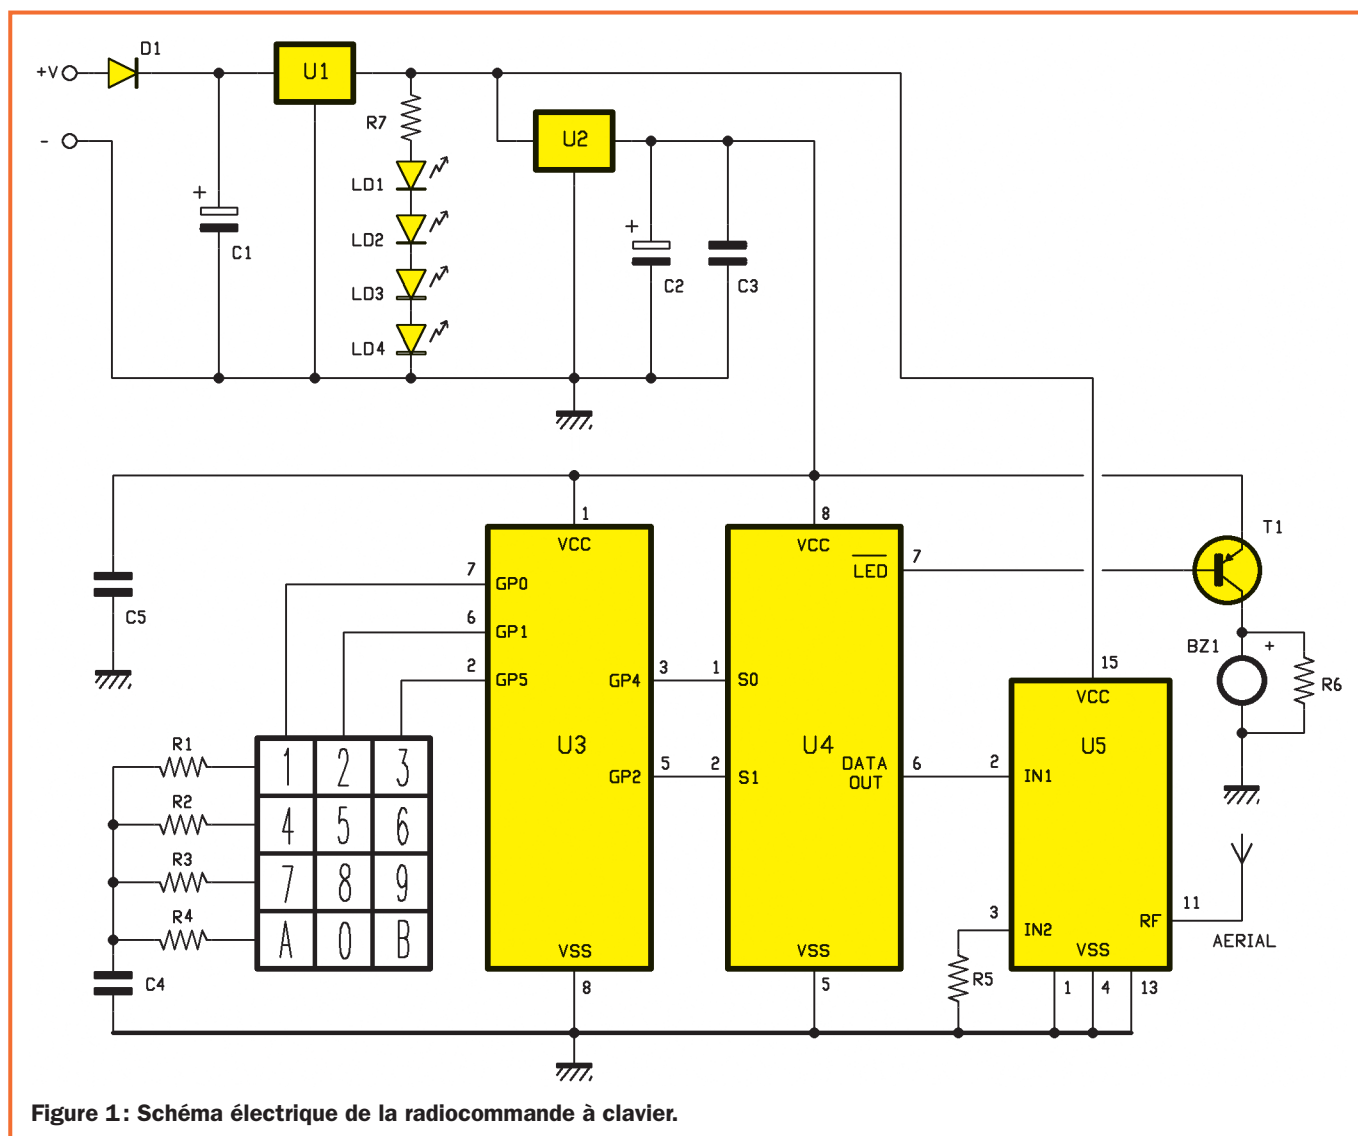 D1
+V
U1
R7
-
U2
LD1
+
LD2
+
C1
C2
C3
LD3
LD4
1
8
T1
VCC
VCC
LED
7
7
GP0
C5
6
GP1
BZ1
+
2
3
1
15
GP5
GP4
S0
VCC
R6
R1
U3
U4
U5
1 2 3
5
2
DATA
OUT
6
2
GP2
S1
IN1
R2
4 5 6
R3
7 8 9
R4
3
11
A 0 B
IN2
RF
AERIAL
VSS
VSS
VSS
C4
8
5
R5
1
4
13
Figure 1: Schéma électrique de la radiocommande à clavier.